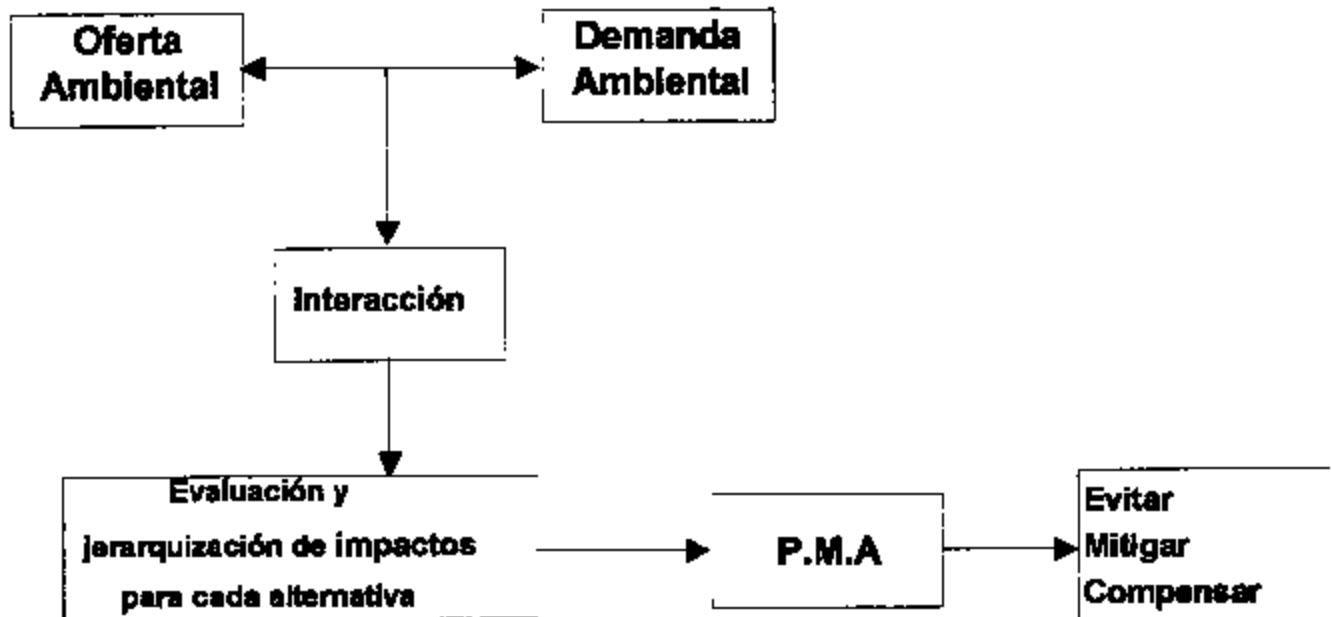 Oferta
Ambiental
Demanda
Ambiental
Interacción
Evaluación y
jerarquización de impactos
para cada alternativa
P.M.A
Evitar
Mitigar
Compensar